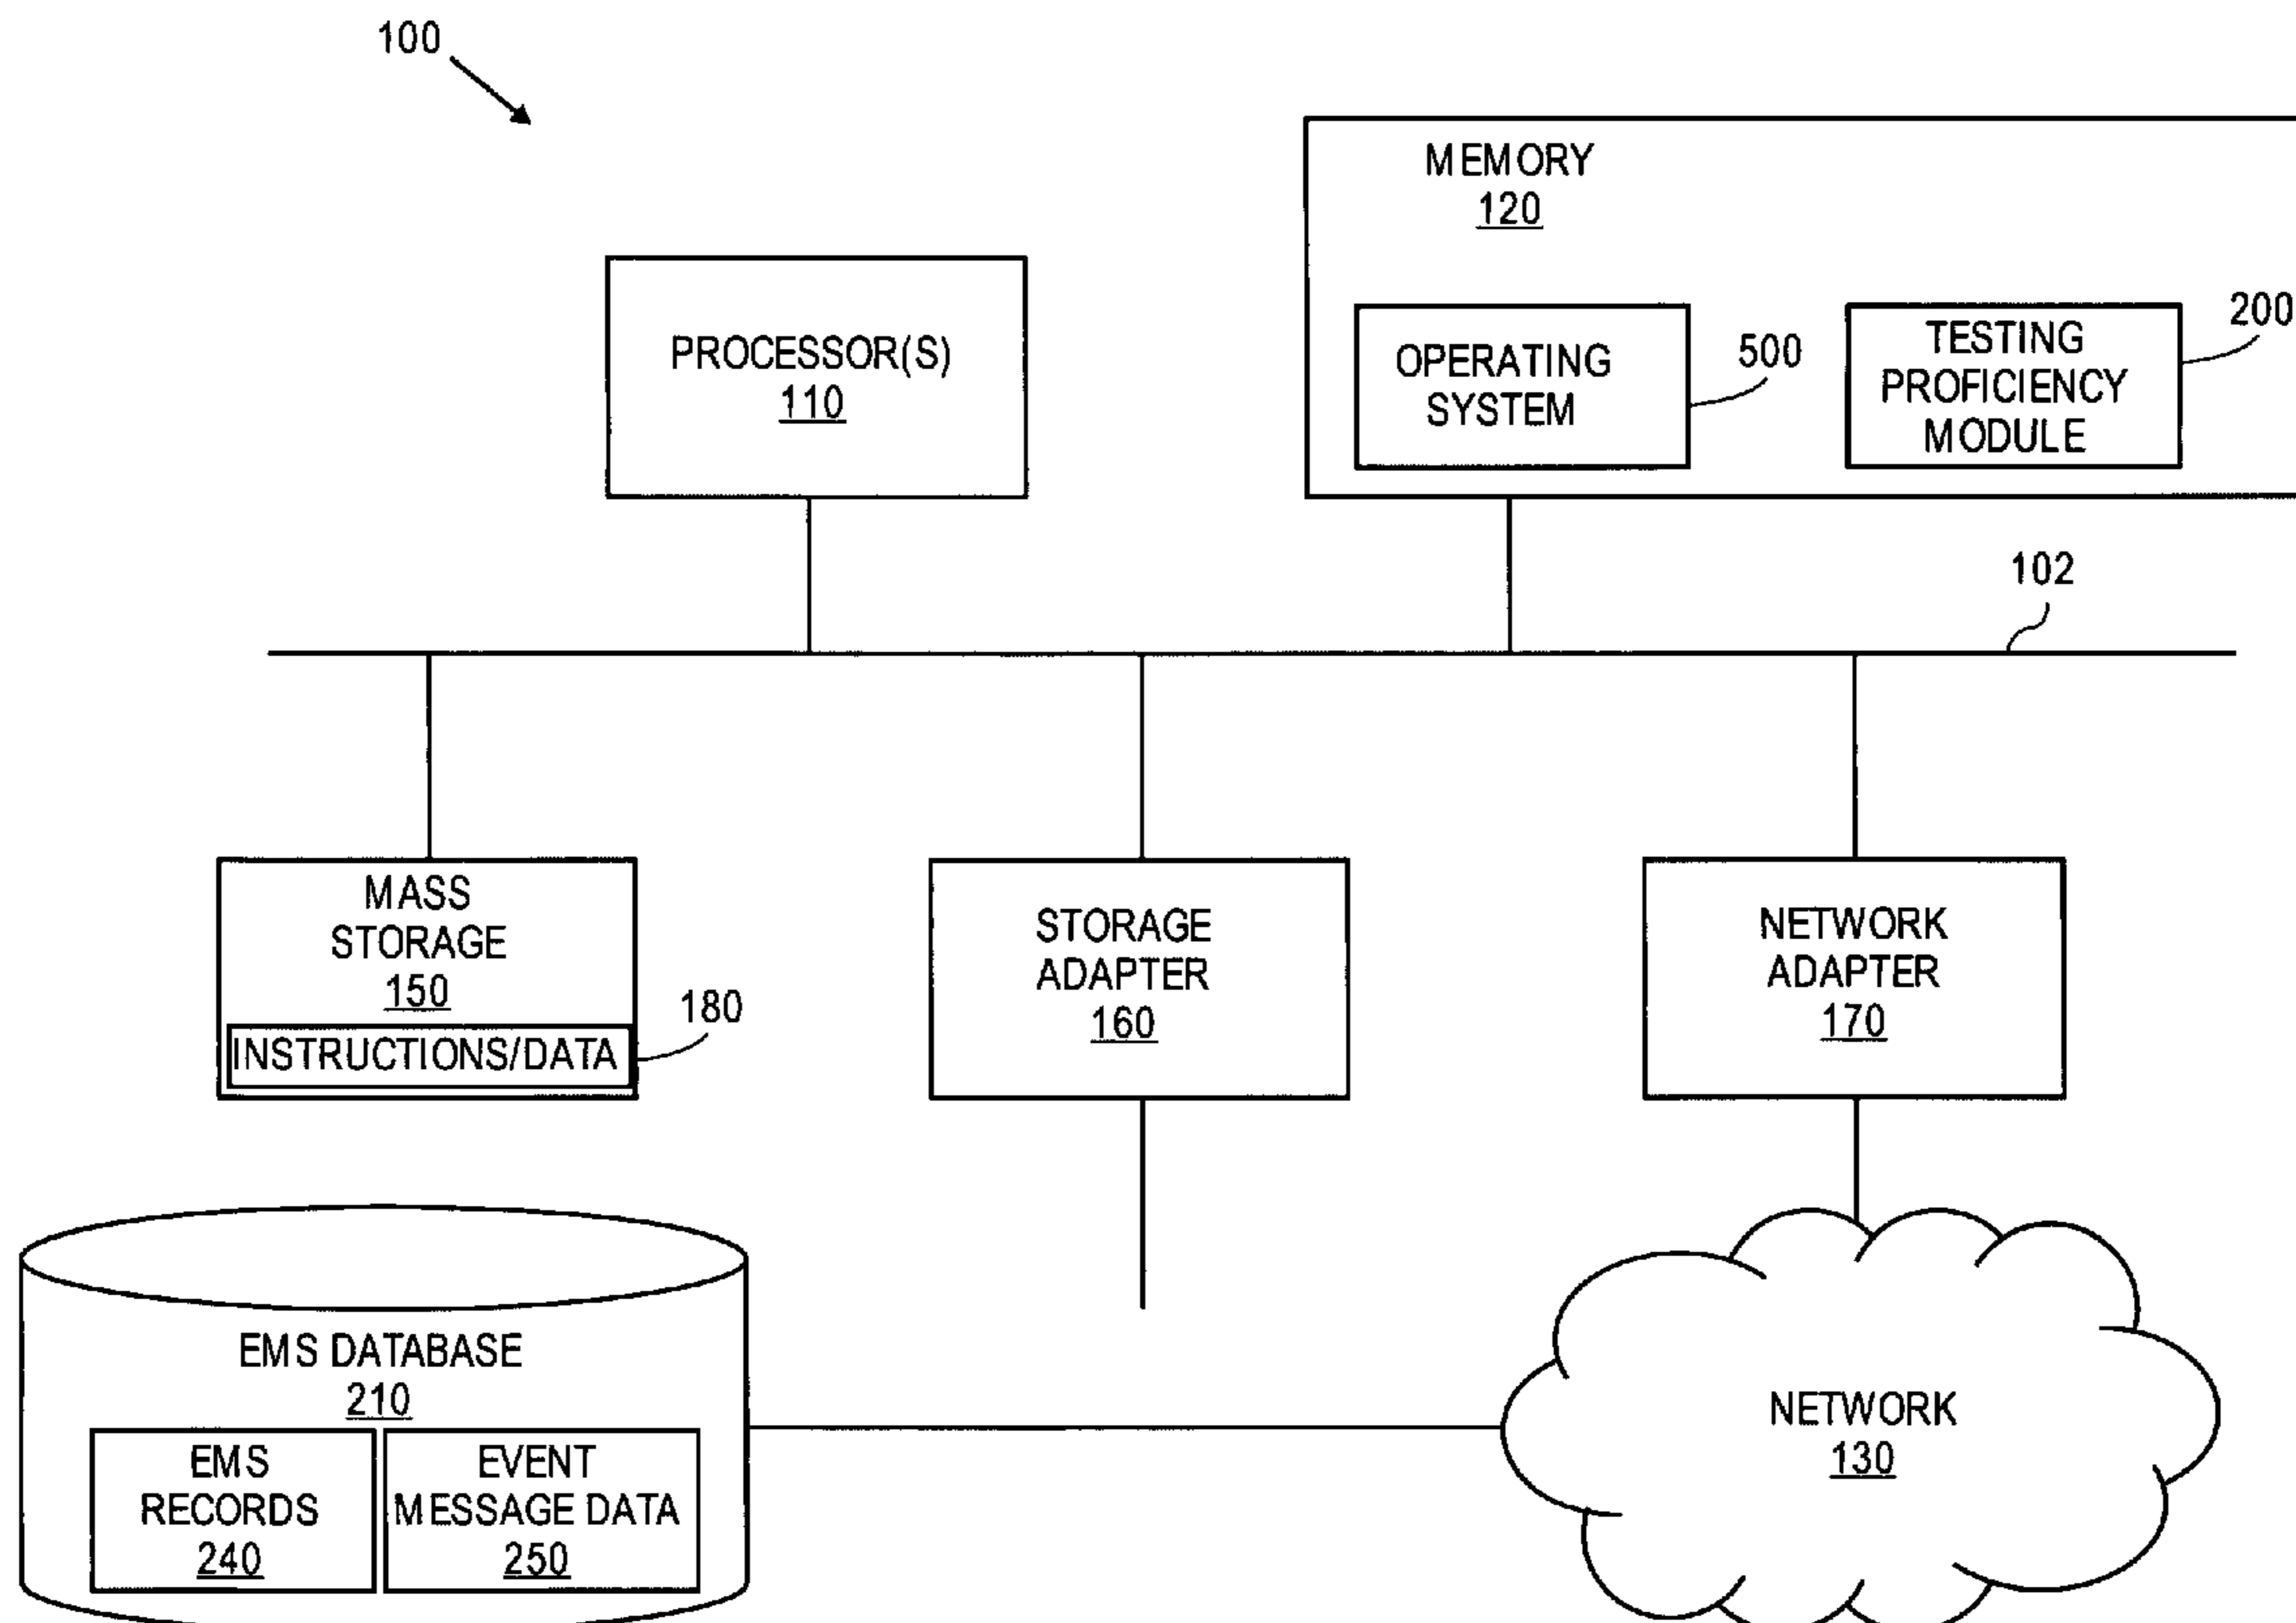 100
MEMORY
120
PROCESSOR(S)
110
OPERATING
SYSTEM
500
TESTING
PROFICIENCY
MODULE
200
102
MASS
STORAGE
150
INSTRUCTIONS/DATA
180
STORAGE
ADAPTER
160
NETWORK
ADAPTER
170
EMS DATABASE
210
EMS
RECORDS
240
EVENT
MESSAGE DATA
250
NETWORK
130